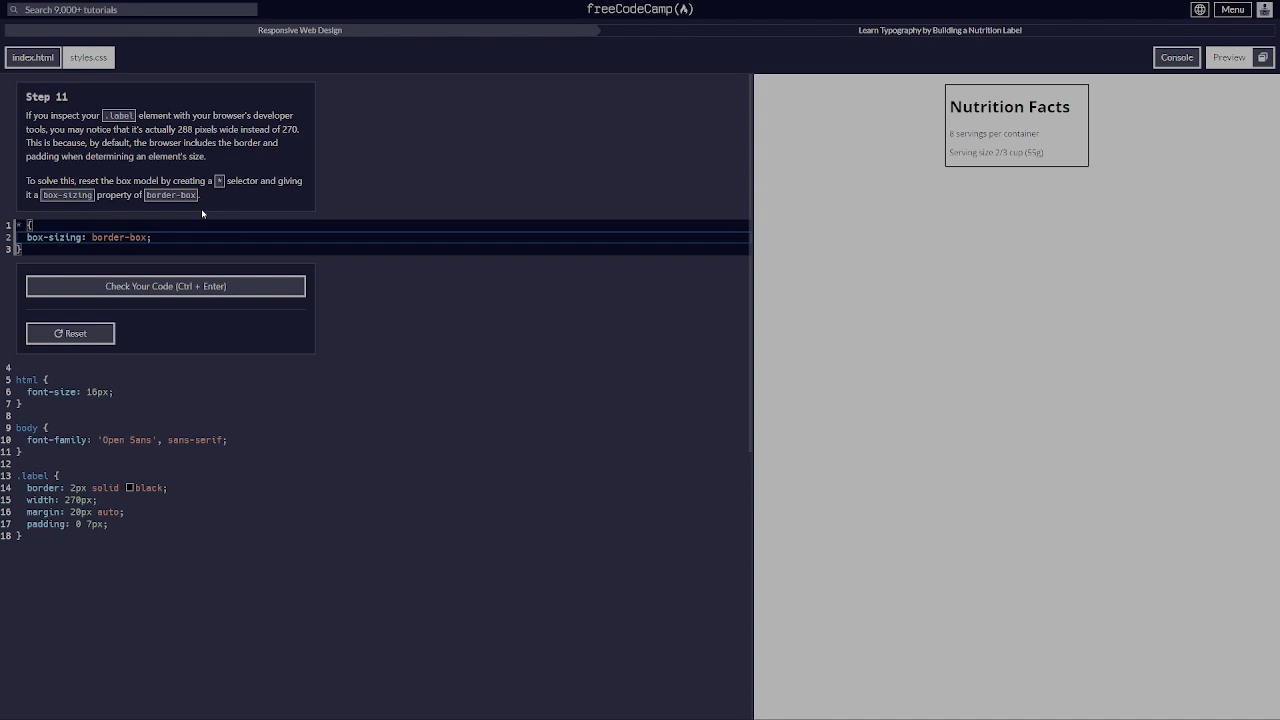 Search 9,000+ tutorials
freeCodeCamp
Menu
Responsive Web Design
Learn Typography by Building a Nutrition Label
index.html
styles.css
Console
Preview
Step 11
If you inspect your .label element with your browser's developer
tools, you may notice that it's actually 288 pixels wide instead of 270.
This is because, by default, the browser includes the border and
padding when determining an element's size.
To solve this, reset the box model by creating a * selector and giving
it a box-sizing property of border-box.
1 * {
2 box-sizing: border-box;
3 }
Check Your Code (Ctrl + Enter)
Reset
4
5 html {
6 font-size: 16px;
7 }
8
9 body {
10 font-family: 'Open Sans', sans-serif;
11 }
12
13 .label {
14 border: 2px solid black;
15 width: 270px;
16 margin: 20px auto;
17 padding: 0 7px;
18 }
Nutrition Facts
8 servings per container
Serving size 2/3 cup (55g)